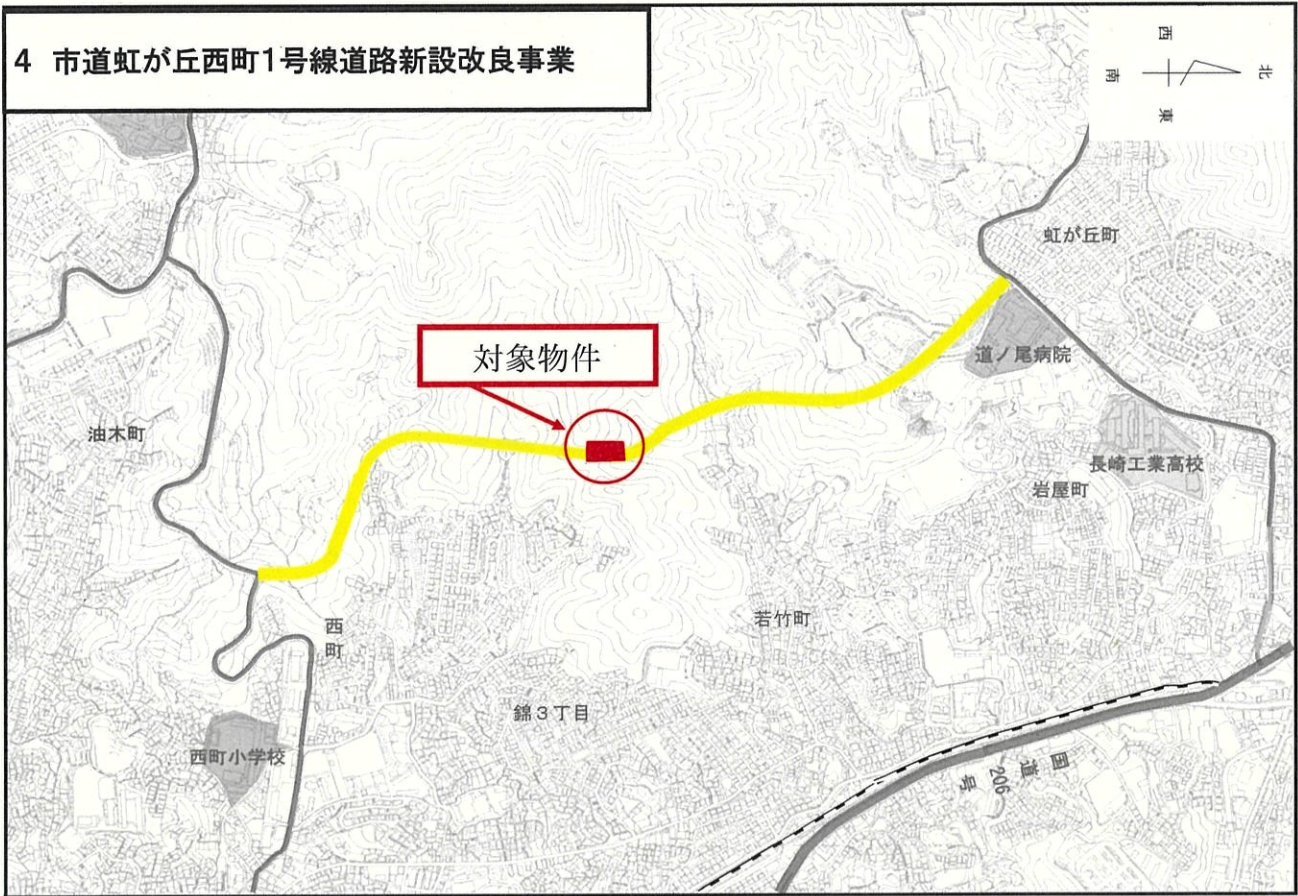 4 市道虹が丘西町1号線道路新設改良事業
西
南
北
東
虹が丘町
道ノ尾病院
対象物件
油木町
長崎工業高校
岩屋町
西町
若竹町
錦3丁目
西町小学校
国道206号